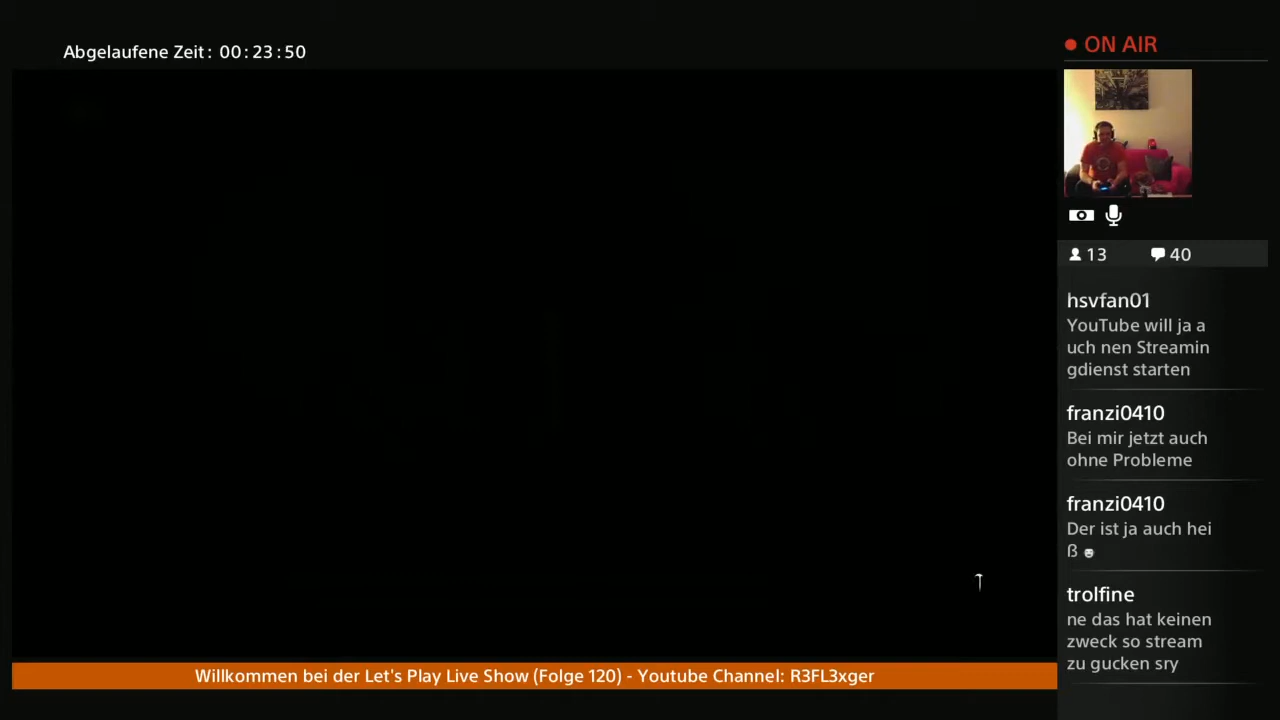 Abgelaufene Zeit: 00:23:50
ON AIR
13 40
hsvfan01
YouTube will ja a
uch nen Streamin
gdienst starten
franzi0410
Bei mir jetzt auch
ohne Probleme
franzi0410
Der ist ja auch hei
ß
trolfine
ne das hat keinen
zweck so stream
zu gucken sry
Willkommen bei der Let's Play Live Show (Folge 120) - Youtube Channel: R3FL3xger